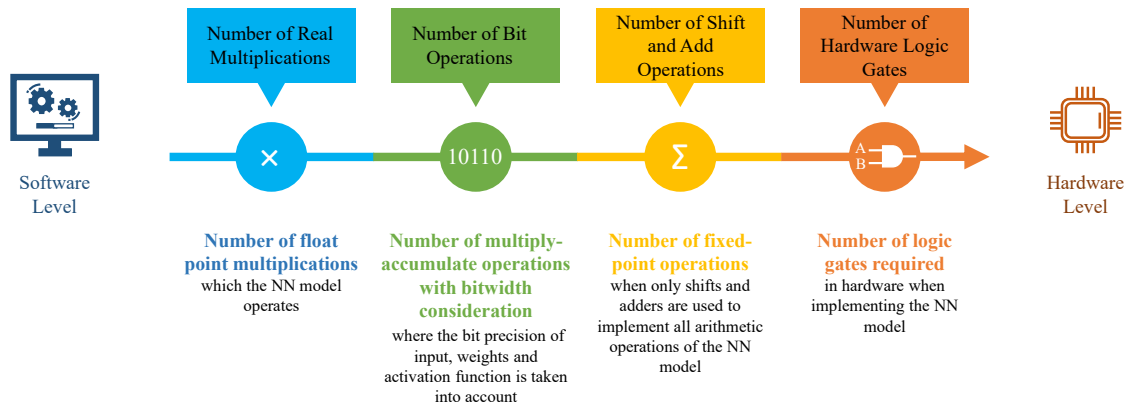 Number of Real
Multiplications
Number of Bit
Operations
Number of Shift
and Add
Operations
Number of
Hardware Logic
Gates
Software
Level
×
10110
Σ
A
B
Hardware
Level
Number of float
point multiplications
which the NN model
operates
Number of multiply-
accumulate operations
with bitwidth
consideration
where the bit precision of
input, weights and
activation function is taken
into account
Number of fixed-
point operations
when only shifts and
adders are used to
implement all arithmetic
operations of the NN
model
Number of logic
gates required
in hardware when
implementing the NN
model